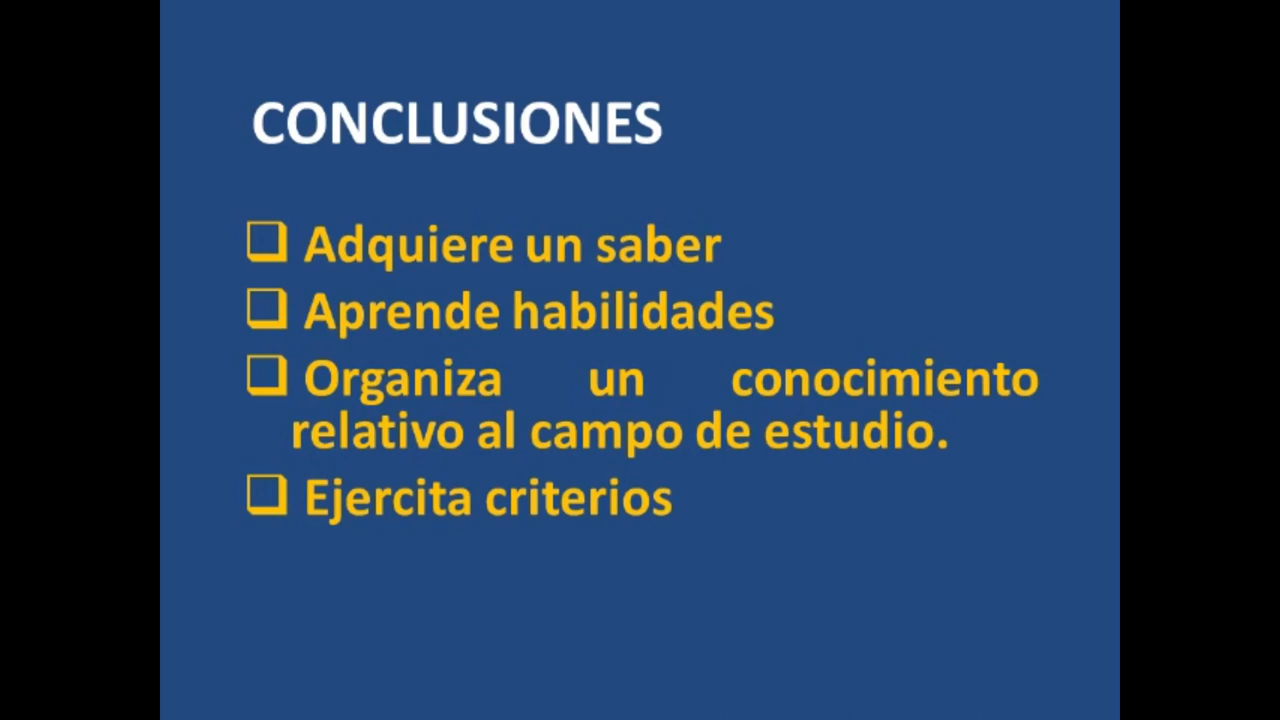 CONCLUSIONES
❑ Adquiere un saber
❑ Aprende habilidades
❑ Organiza un conocimiento
relativo al campo de estudio.
❑ Ejercita criterios